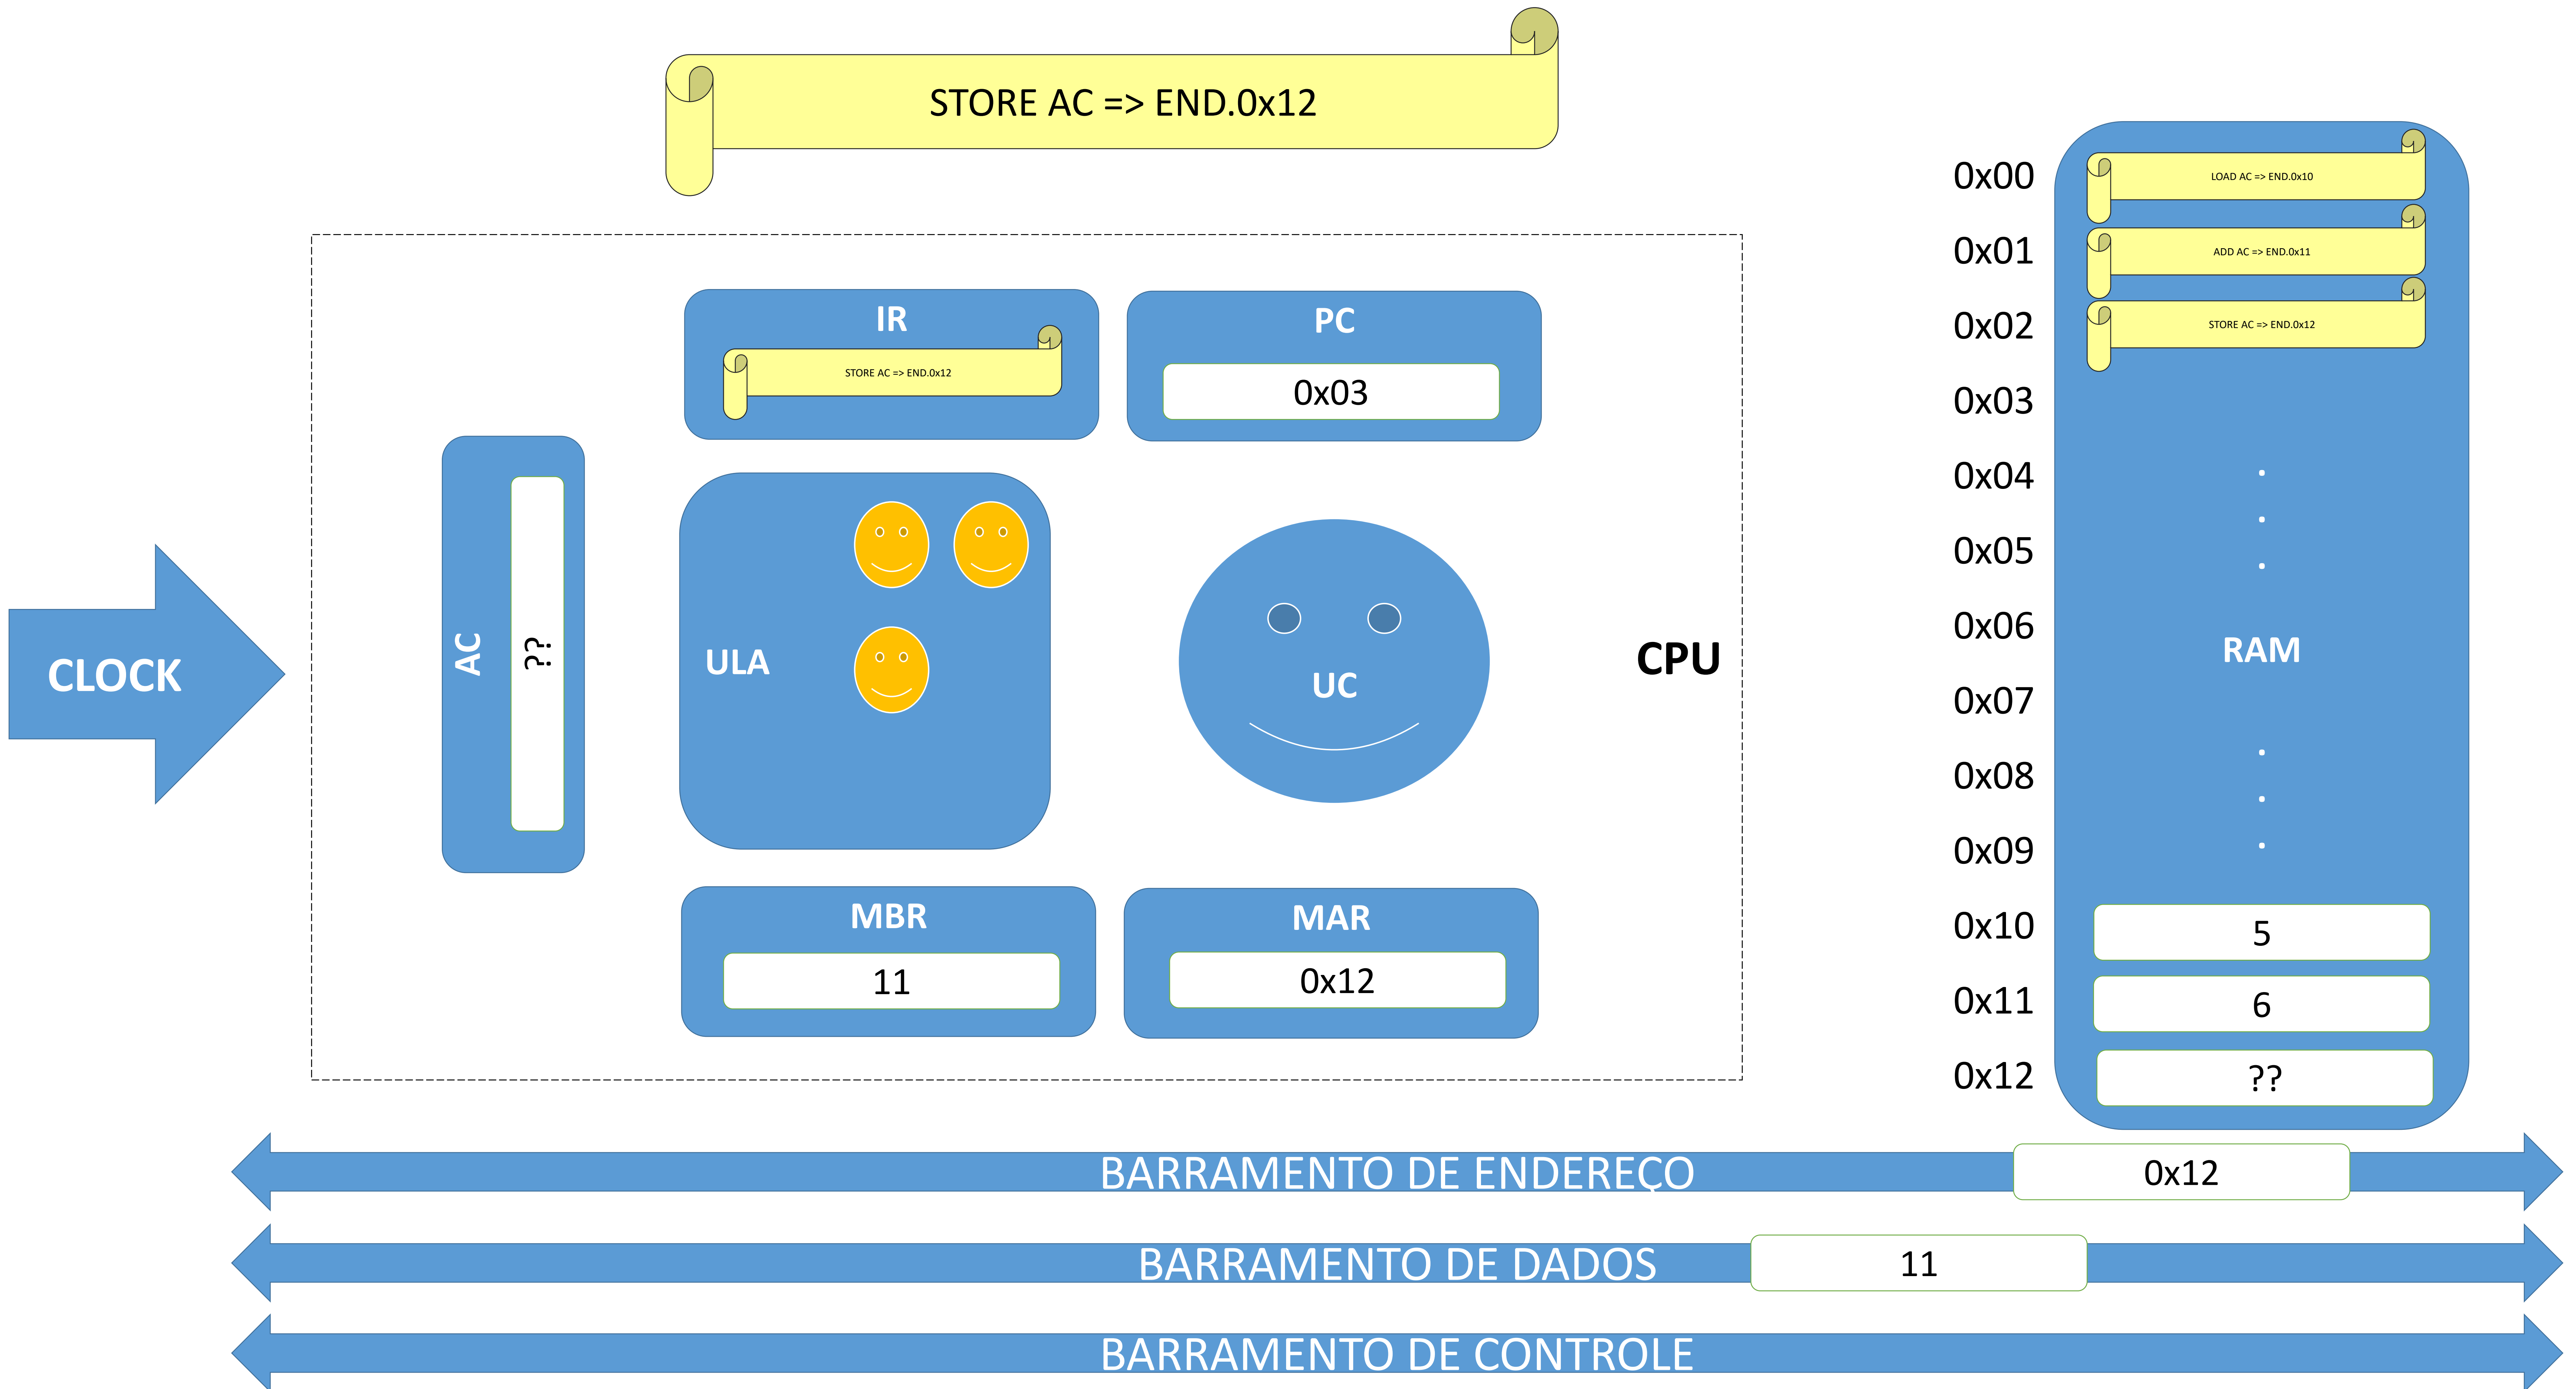 STORE AC => END.0x12
0x00
LOAD AC => END.0x10
0x01
ADD AC => END.0x11
0x02
STORE AC => END.0x12
0x03
0x04
0x05
0x06
RAM
0x07
0x08
0x09
0x10
5
0x11
6
0x12
??
IR
STORE AC => END.0x12
PC
0x03
CLOCK
AC
??
ULA
UC
CPU
MBR
11
MAR
0x12
BARRAMENTO DE ENDEREÇO
0x12
BARRAMENTO DE DADOS
11
BARRAMENTO DE CONTROLE